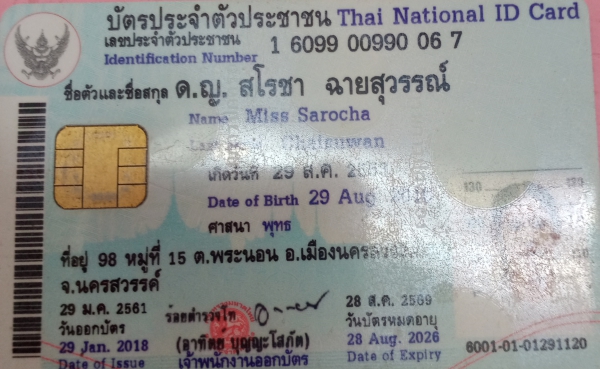 บัตรประจำตัวประชาชน Thai National ID Card
เลขประจำตัวประชาชน 1 6099 00990 06 7
Identification Number
ชื่อตัวและชื่อสกุล ด.ญ. สโรชา ฉายสุวรรณ์
Name Miss Sarocha
Chaisuwan
เกิดวันที่ 29 ส.ค.
Date of Birth 29 Aug
ศาสนา พุทธ
ที่อยู่ 98 หมู่ที่ 15 ต.พระนอน อ.เมืองนครสวรรค์
จ.นครสวรรค์
29 ม.ค. 2561
วันออกบัตร
29 Jan. 2018
Date of Issue
ร้อยตำรวจโท
(อาทิตย์ บุญญะโสภัต)
เจ้าพนักงานออกบัตร
28 ส.ค. 2569
วันบัตรหมดอายุ
28 Aug. 2026
Date of Expiry
130
6001-01-01291120